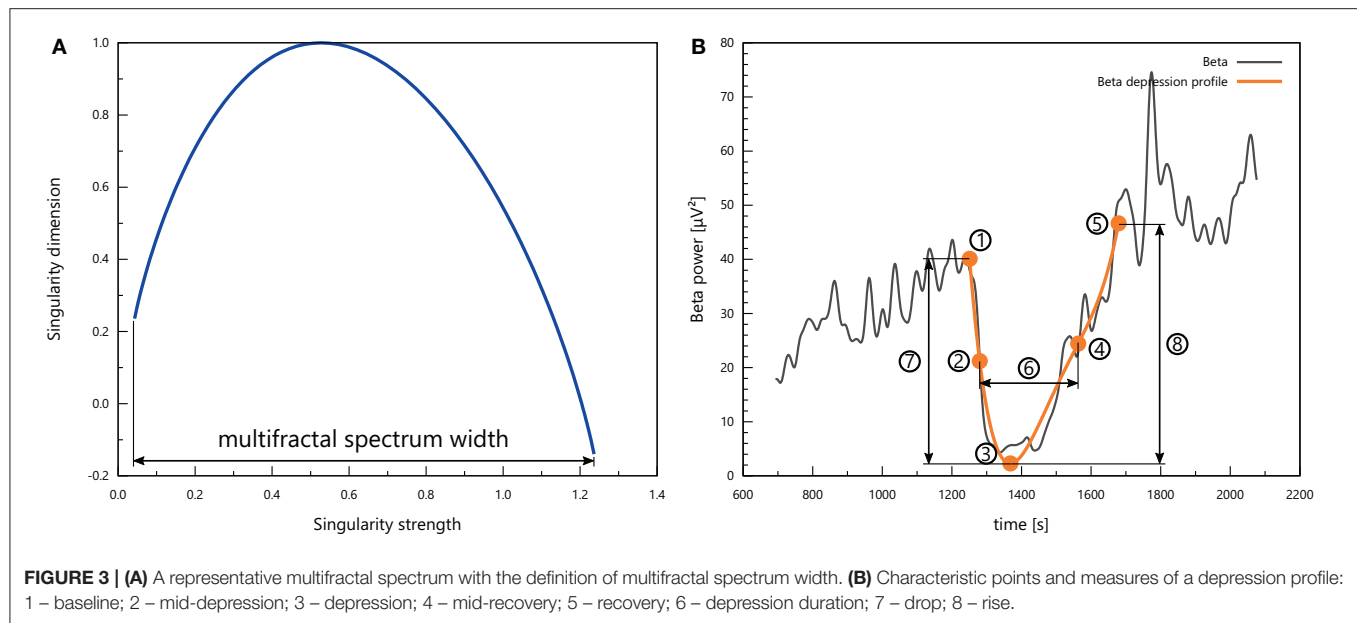 A
1.0
0.8
0.6
0.4
0.2
0.0
-0.2
0.0 0.2 0.4 0.6 0.8 1.0 1.2 1.4
Singularity dimension
Singularity strength
multifractal spectrum width
B
80
70
60
50
40
30
20
10
0
600 800 1000 1200 1400 1600 1800 2000 2200
Beta power [µV²]
time [s]
Beta
Beta depression profile
1
2
3
4
5
6
7
8
FIGURE 3 | (A) A representative multifractal spectrum with the definition of multifractal spectrum width. (B) Characteristic points and measures of a depression profile:
1 – baseline; 2 – mid-depression; 3 – depression; 4 – mid-recovery; 5 – recovery; 6 – depression duration; 7 – drop; 8 – rise.